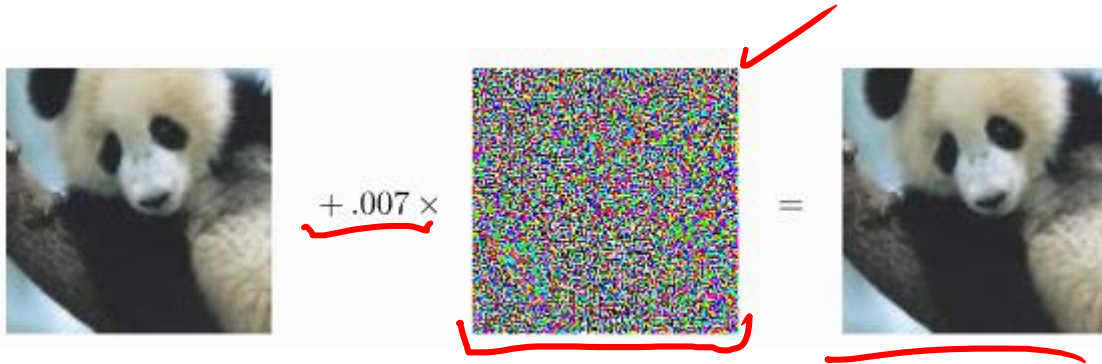 + .007 × =